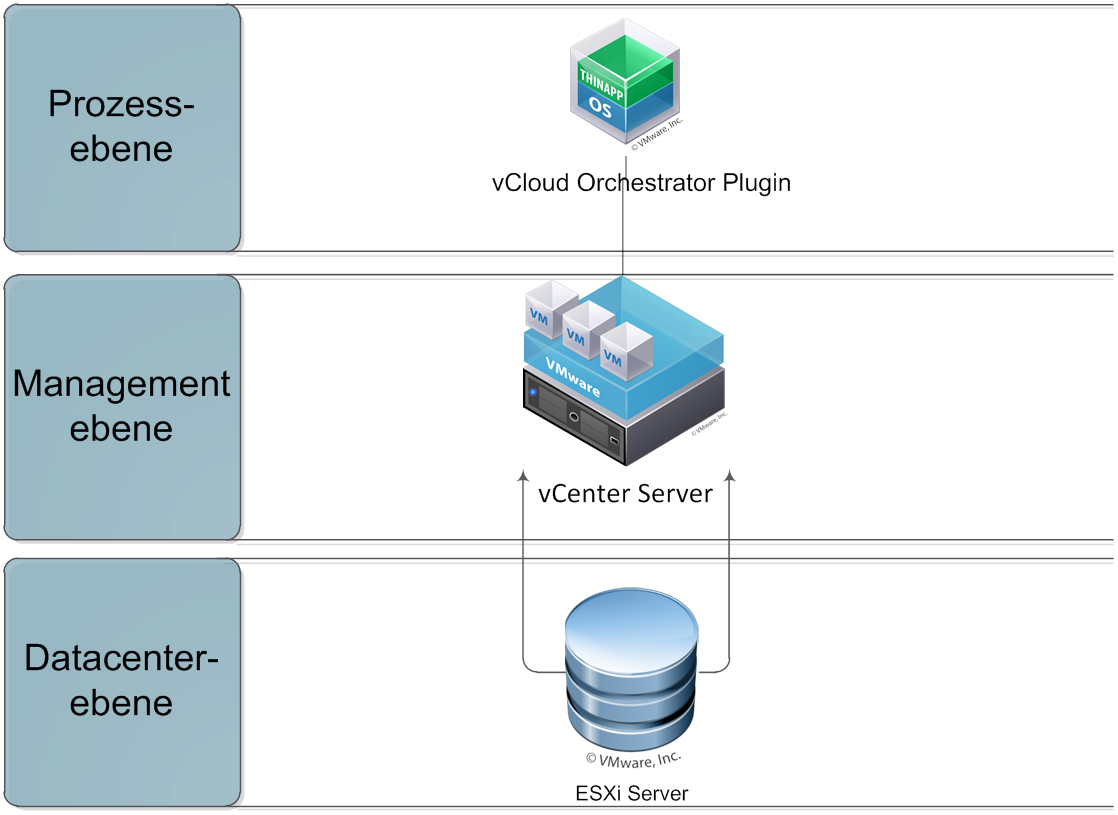 Prozess-
ebene
THINAPP
OS
© VMware, Inc.
vCloud Orchestrator Plugin
Management
ebene
VM
VM
VM
VMware
© VMware, Inc.
vCenter Server
Datacenter-
ebene
© VMware, Inc.
ESXi Server